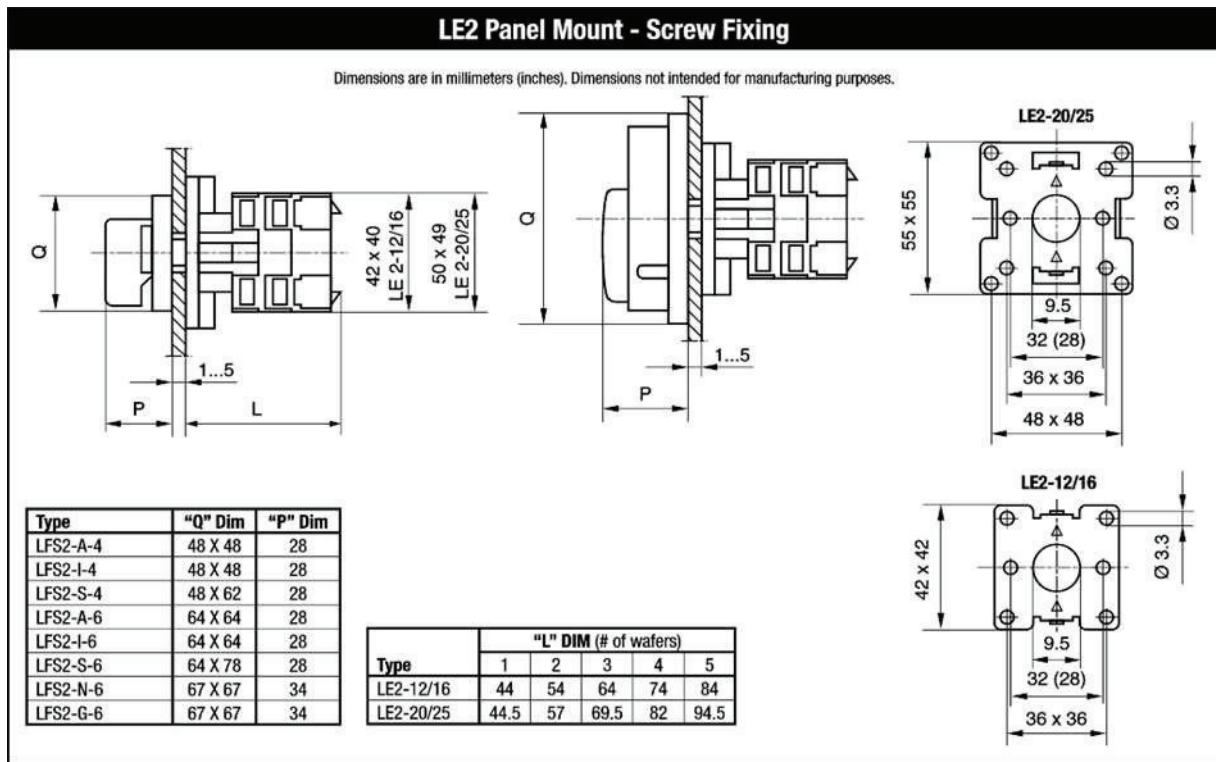 LE2 Panel Mount - Screw Fixing
Dimensions are in millimeters (inches). Dimensions not intended for manufacturing purposes.
Q
42 x 40
LE 2-12/16
50 x 49
LE 2-20/25
1...5
P
L
Q
1...5
P
LE2-20/25
55 x 55
Ø 3.3
9.5
32 (28)
36 x 36
48 x 48
LE2-12/16
42 x 42
Ø 3.3
9.5
32 (28)
36 x 36
Type "Q" Dim "P" Dim
LFS2-A-4 48 X 48 28
LFS2-I-4 48 X 48 28
LFS2-S-4 48 X 62 28
LFS2-A-6 64 X 64 28
LFS2-I-6 64 X 64 28
LFS2-S-6 64 X 78 28
LFS2-N-6 67 X 67 34
LFS2-G-6 67 X 67 34
"L" DIM (# of wafers)
Type 1 2 3 4 5
LE2-12/16 44 54 64 74 84
LE2-20/25 44.5 57 69.5 82 94.5